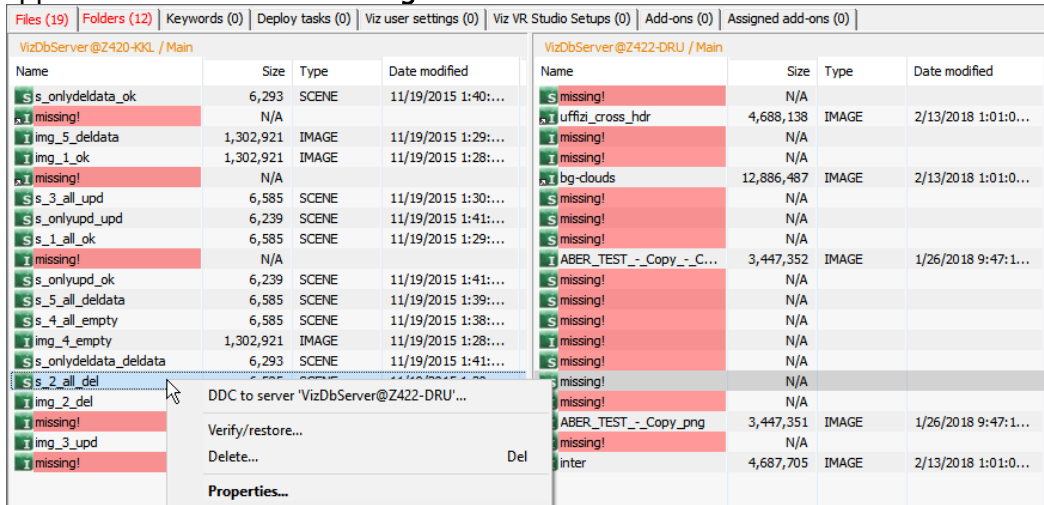 Files (19) Folders (12) Keywords (0) Deploy tasks (0) Viz user settings (0) Viz VR Studio Setups (0) Add-ons (0) Assigned add-ons (0)
VizDbServer@Z420-KKL / Main VizDbServer@Z422-DRU / Main
Name Size Type Date modified Name Size Type Date modified
s_onlydeldata_ok 6,293 SCENE 11/19/2015 1:40:... missing! N/A
missing! N/A uffizi_cross_hdr 4,688,138 IMAGE 2/13/2018 1:01:0...
img_5_deldata 1,302,921 IMAGE 11/19/2015 1:29:... missing! N/A
img_1_ok 1,302,921 IMAGE 11/19/2015 1:28:... missing! N/A
missing! N/A bg-clouds 12,886,487 IMAGE 2/13/2018 1:01:0...
s_3_all_upd 6,585 SCENE 11/19/2015 1:30:... missing! N/A
s_onlyupd_upd 6,239 SCENE 11/19/2015 1:41:... missing! N/A
s_1_all_ok 6,585 SCENE 11/19/2015 1:29:... missing! N/A
missing! N/A ABER_TEST_-_Copy_-_C... 3,447,352 IMAGE 1/26/2018 9:47:1...
s_onlyupd_ok 6,239 SCENE 11/19/2015 1:41:... missing! N/A
s_5_all_deldata 6,585 SCENE 11/19/2015 1:39:... missing! N/A
s_4_all_empty 6,585 SCENE 11/19/2015 1:38:... missing! N/A
img_4_empty 1,302,921 IMAGE 11/19/2015 1:28:... missing! N/A
s_onlydeldata_deldata 6,293 SCENE 11/19/2015 1:41:... missing! N/A
s_2_all_del missing! N/A
img_2_del missing! N/A
missing! ABER_TEST_-_Copy_png 3,447,351 IMAGE 1/26/2018 9:47:1...
img_3_upd missing! N/A
missing! inter 4,687,705 IMAGE 2/13/2018 1:01:0...
DDC to server 'VizDbServer@Z422-DRU'...
Verify/restore...
Delete... Del
Properties...